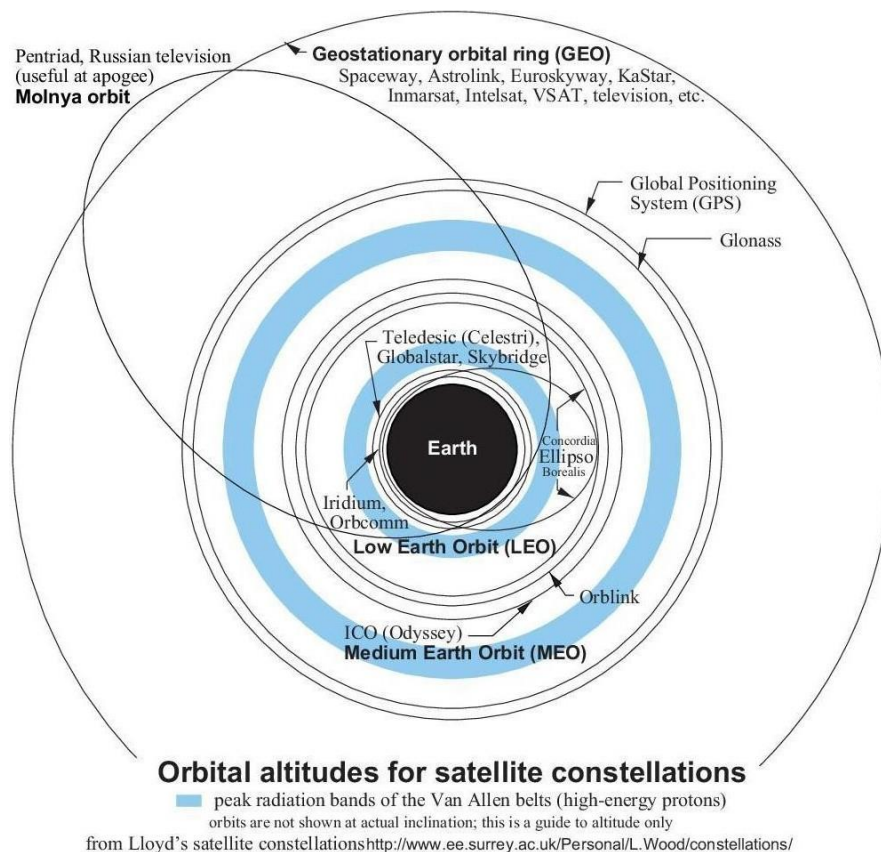 Pentriad, Russian television
(useful at apogee)
Molnya orbit
Geostationary orbital ring (GEO)
Spaceway, Astrolink, Euroskyway, KaStar,
Inmarsat, Intelsat, VSAT, television, etc.
Global Positioning
System (GPS)
Glonass
Teledesic (Celestri),
Globalstar, Skybridge
Earth
Concordia
Ellipso
Borealis
Iridium,
Orbcomm
Low Earth Orbit (LEO)
Orblink
ICO (Odyssey)
Medium Earth Orbit (MEO)
Orbital altitudes for satellite constellations
peak radiation bands of the Van Allen belts (high-energy protons)
orbits are not shown at actual inclination; this is a guide to altitude only
from Lloyd's satellite constellationshttp://www.ee.surrey.ac.uk/Personal/L.Wood/constellations/